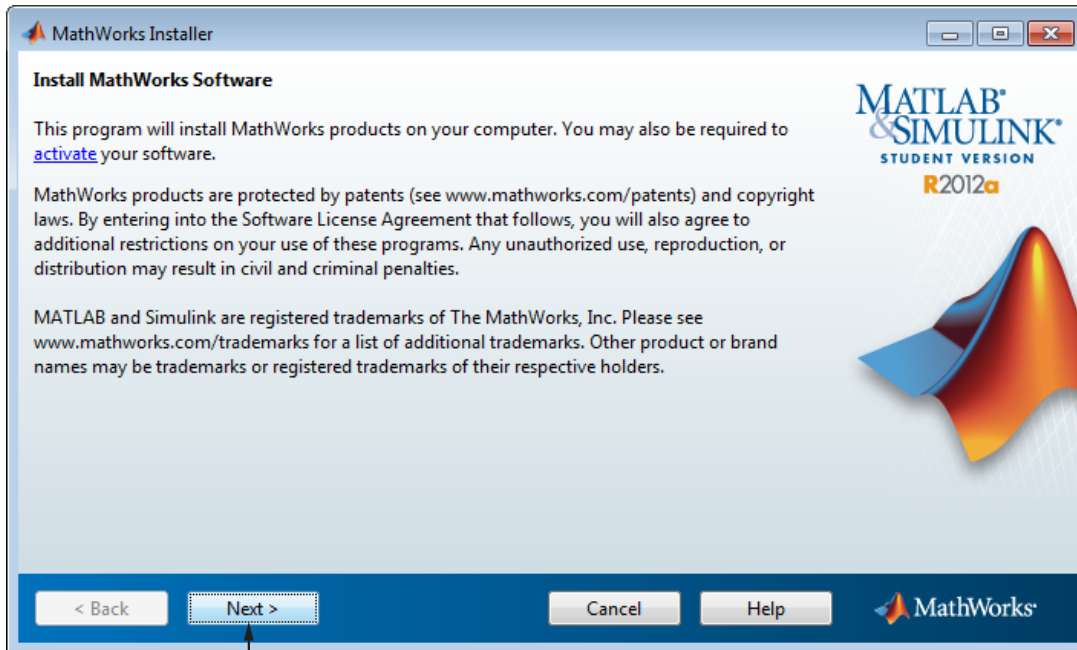 MathWorks Installer
Install MathWorks Software
This program will install MathWorks products on your computer. You may also be required to
activate your software.
MathWorks products are protected by patents (see www.mathworks.com/patents) and copyright
laws. By entering into the Software License Agreement that follows, you will also agree to
additional restrictions on your use of these programs. Any unauthorized use, reproduction, or
distribution may result in civil and criminal penalties.
MATLAB and Simulink are registered trademarks of The MathWorks, Inc. Please see
www.mathworks.com/trademarks for a list of additional trademarks. Other product or brand
names may be trademarks or registered trademarks of their respective holders.
MATLAB®
&SIMULINK®
STUDENT VERSION
R2012a
< Back Next > Cancel Help MathWorks®